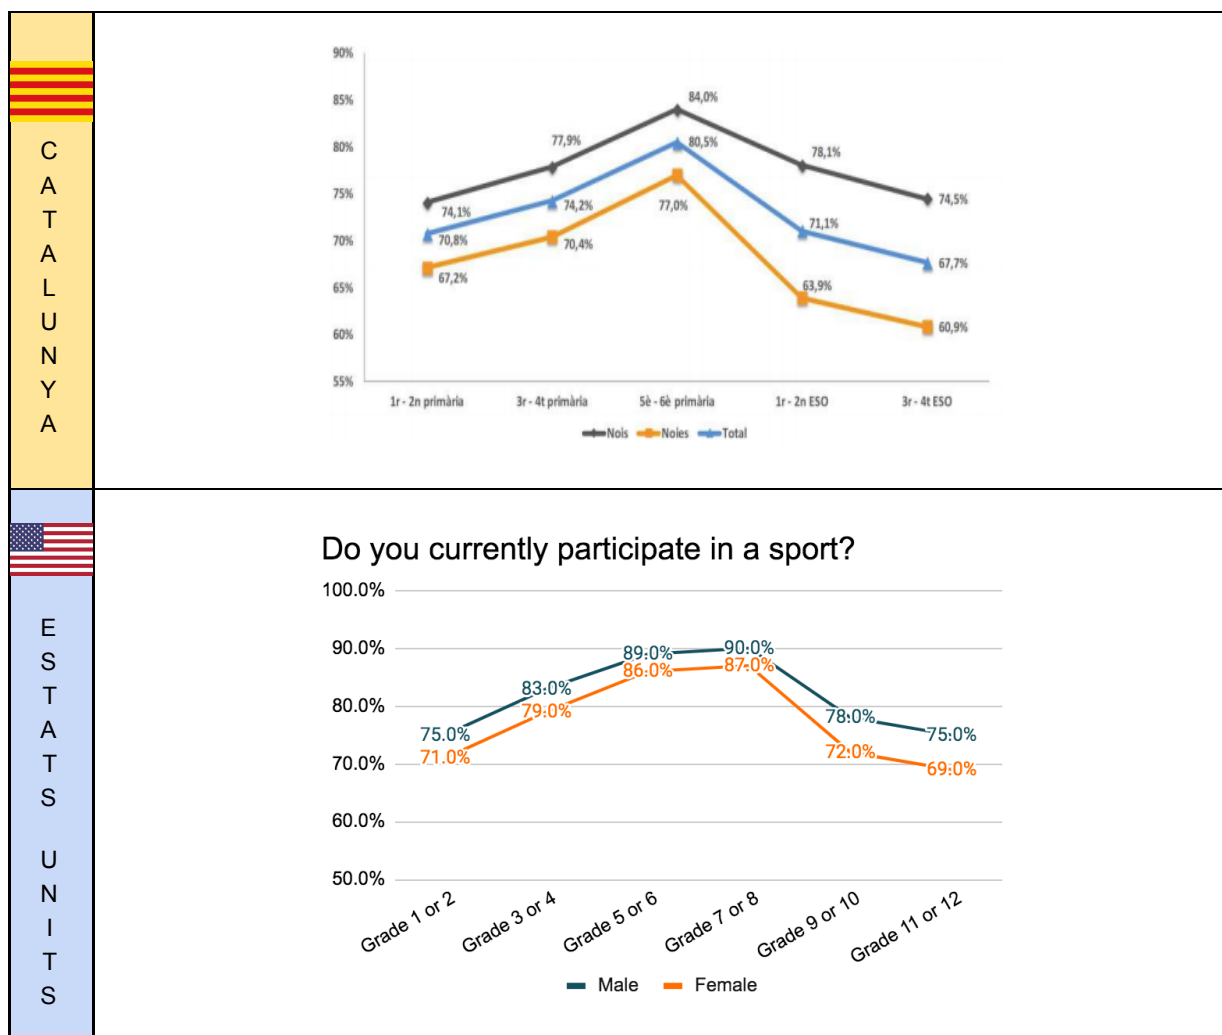 CATALUNYA
90%
85%
80%
75%
70%
65%
60%
55%
84,0%
77,9%
80,5%
78,1%
74,1%
74,2%
77,0%
71,1%
74,5%
70,8%
70,4%
67,7%
67,2%
63,9%
60,9%
1r - 2n primària
3r - 4t primària
5è - 6è primària
1r - 2n ESO
3r - 4t ESO
Nois Noies Total
ESTATS UNITS
Do you currently participate in a sport?
100.0%
90.0%
80.0%
70.0%
60.0%
50.0%
75.0%
83.0%
89.0%
90.0%
78.0%
75.0%
71.0%
79.0%
86.0%
87.0%
72.0%
69.0%
Grade 1 or 2
Grade 3 or 4
Grade 5 or 6
Grade 7 or 8
Grade 9 or 10
Grade 11 or 12
Male Female